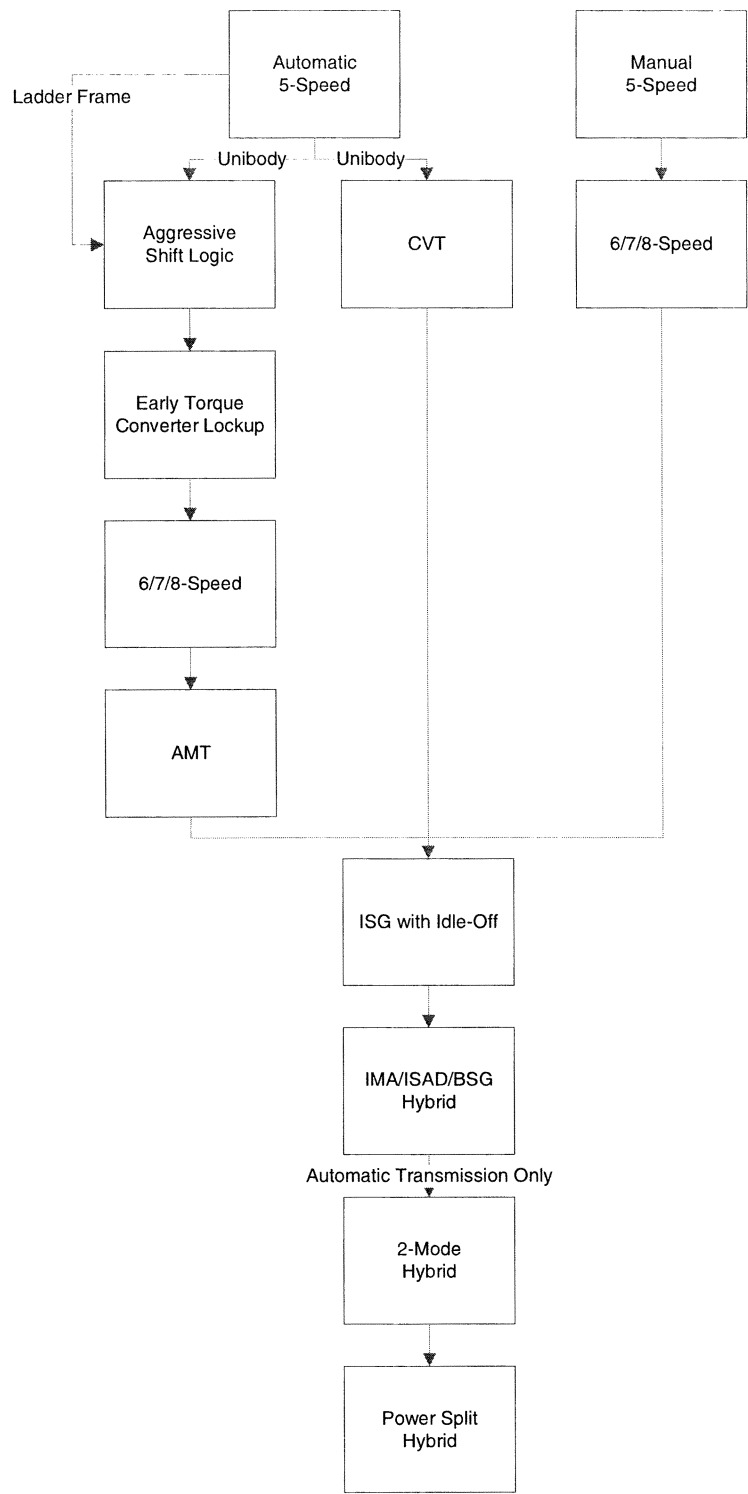 Automatic
5-Speed
Manual
5-Speed
Ladder Frame
Unibody
Unibody
Aggressive
Shift Logic
CVT
6/7/8-Speed
Early Torque
Converter Lockup
6/7/8-Speed
AMT
ISG with Idle-Off
IMA/ISAD/BSG
Hybrid
Automatic Transmission Only
2-Mode
Hybrid
Power Split
Hybrid